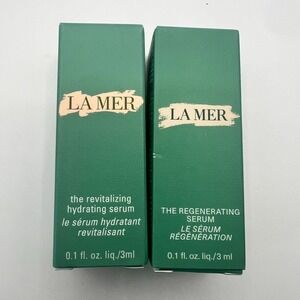 LA MER
the revitalizing
hydrating serum
le sérum hydratant
revitalisant
0.1 fl. oz. liq./3ml
LA MER
THE REGENERATING
SERUM
LE SÉRUM
RÉGÉNÉRATION
0.1 fl. oz. liq./3 ml